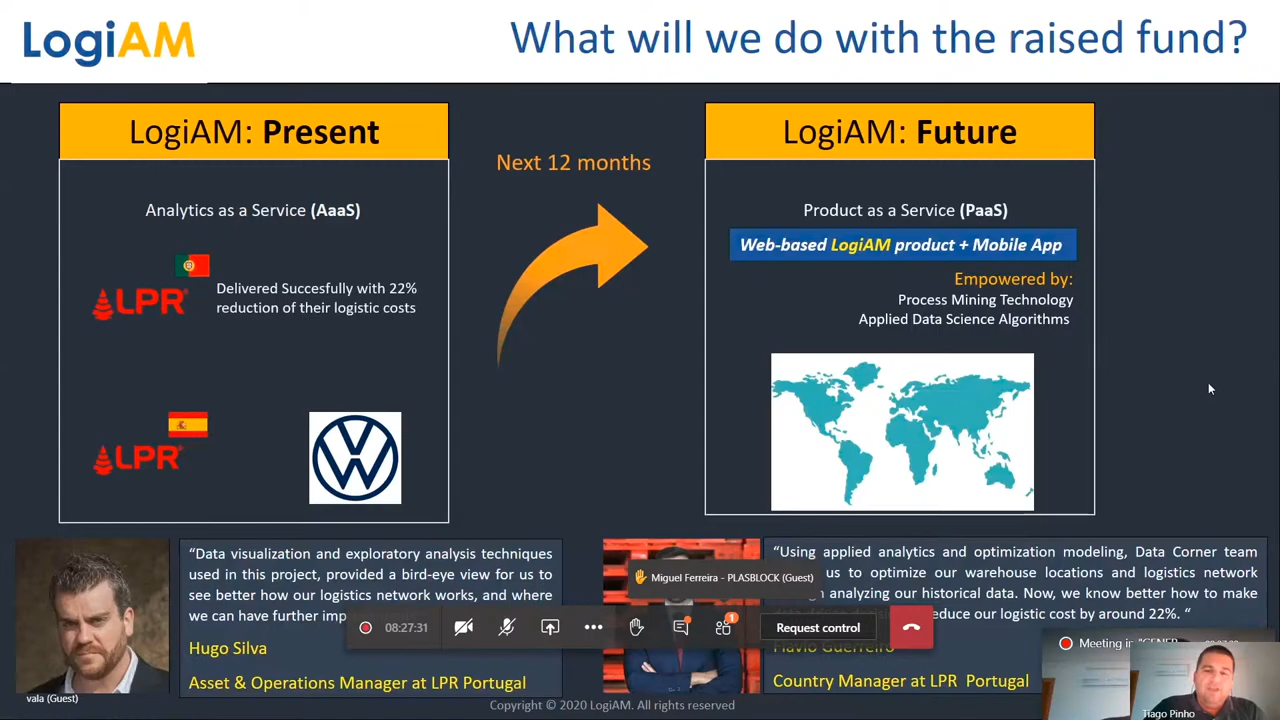 LogiAM
What will we do with the raised fund?
LogiAM: Present
Analytics as a Service (AaaS)
LPR
Delivered Succesfully with 22%
reduction of their logistic costs
LPR
Next 12 months
LogiAM: Future
Product as a Service (PaaS)
Web-based LogiAM product + Mobile App
Empowered by:
Process Mining Technology
Applied Data Science Algorithms
“Data visualization and exploratory analysis techniques
used in this project, provided a bird-eye view for us to
see better how our logistics network works, and where
we can have further
Hugo Silva
Asset & Operations Manager at LPR Portugal
vala (Guest)
“Using applied analytics and optimization modeling, Data Corner team
us to optimize our warehouse locations and logistics network
analyzing our historical data. Now, we know better how to make
reduce our logistic cost by around 22%. “
Flavio Guerreiro
Country Manager at LPR Portugal
Miguel Ferreira - PLASBLOCK (Guest)
08:27:31
1
Request control
Meeting in
Tiago Pinho
Copyright © 2020 LogiAM. All rights reserved